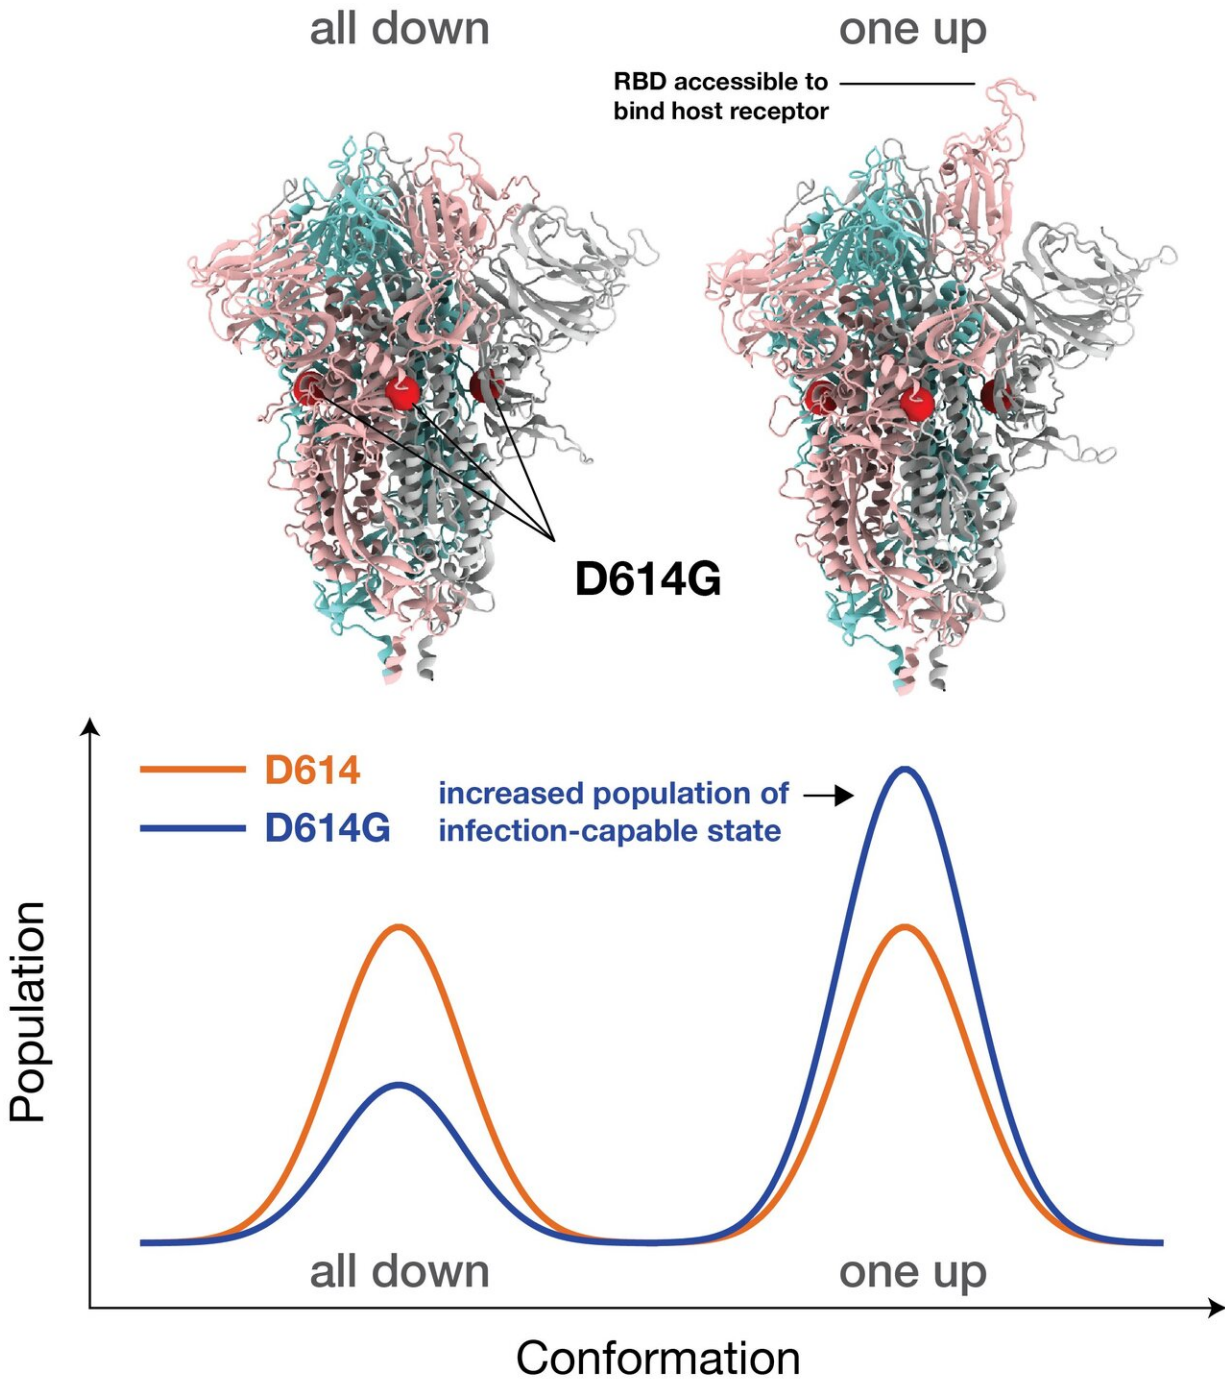 all down
one up
RBD accessible to
bind host receptor
D614G
D614
D614G
increased population of
infection-capable state
Population
all down
one up
Conformation